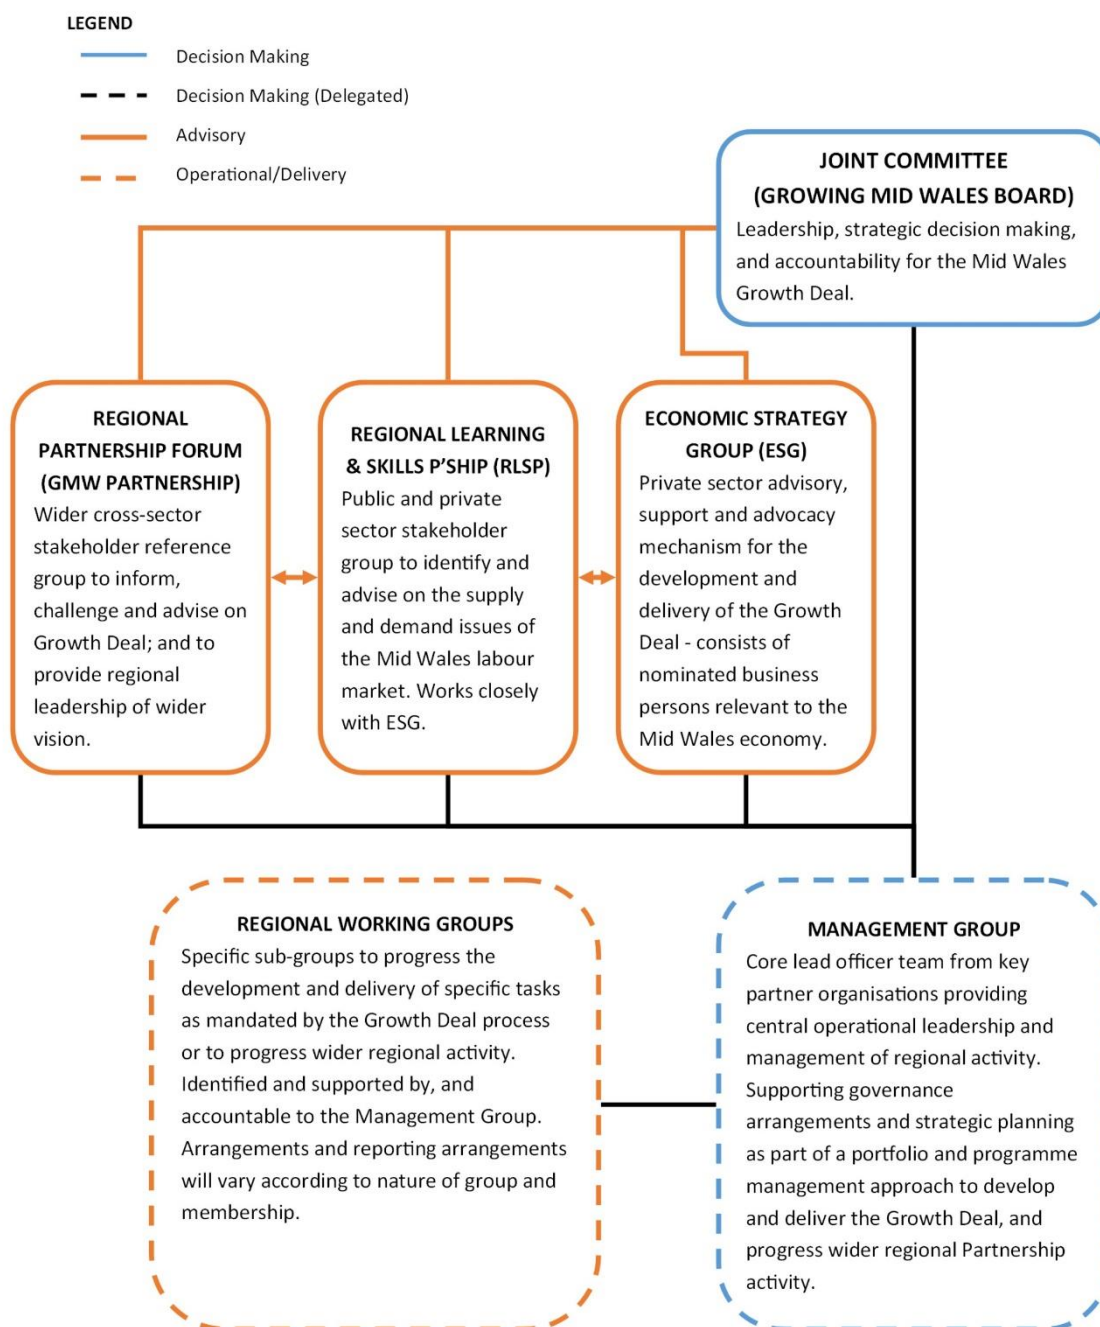 LEGEND
Decision Making
Decision Making (Delegated)
Advisory
Operational/Delivery
JOINT COMMITTEE
(GROWING MID WALES BOARD)
Leadership, strategic decision making,
and accountability for the Mid Wales
Growth Deal.
REGIONAL
PARTNERSHIP FORUM
(GMW PARTNERSHIP)
Wider cross-sector
stakeholder reference
group to inform,
challenge and advise on
Growth Deal; and to
provide regional
leadership of wider
vision.
REGIONAL LEARNING
& SKILLS P’SHIP (RLSP)
Public and private
sector stakeholder
group to identify and
advise on the supply
and demand issues of
the Mid Wales labour
market. Works closely
with ESG.
ECONOMIC STRATEGY
GROUP (ESG)
Private sector advisory,
support and advocacy
mechanism for the
development and
delivery of the Growth
Deal - consists of
nominated business
persons relevant to the
Mid Wales economy.
REGIONAL WORKING GROUPS
Specific sub-groups to progress the
development and delivery of specific tasks
as mandated by the Growth Deal process
or to progress wider regional activity.
Identified and supported by, and
accountable to the Management Group.
Arrangements and reporting arrangements
will vary according to nature of group and
membership.
MANAGEMENT GROUP
Core lead officer team from key
partner organisations providing
central operational leadership and
management of regional activity.
Supporting governance
arrangements and strategic planning
as part of a portfolio and programme
management approach to develop
and deliver the Growth Deal, and
progress wider regional Partnership
activity.